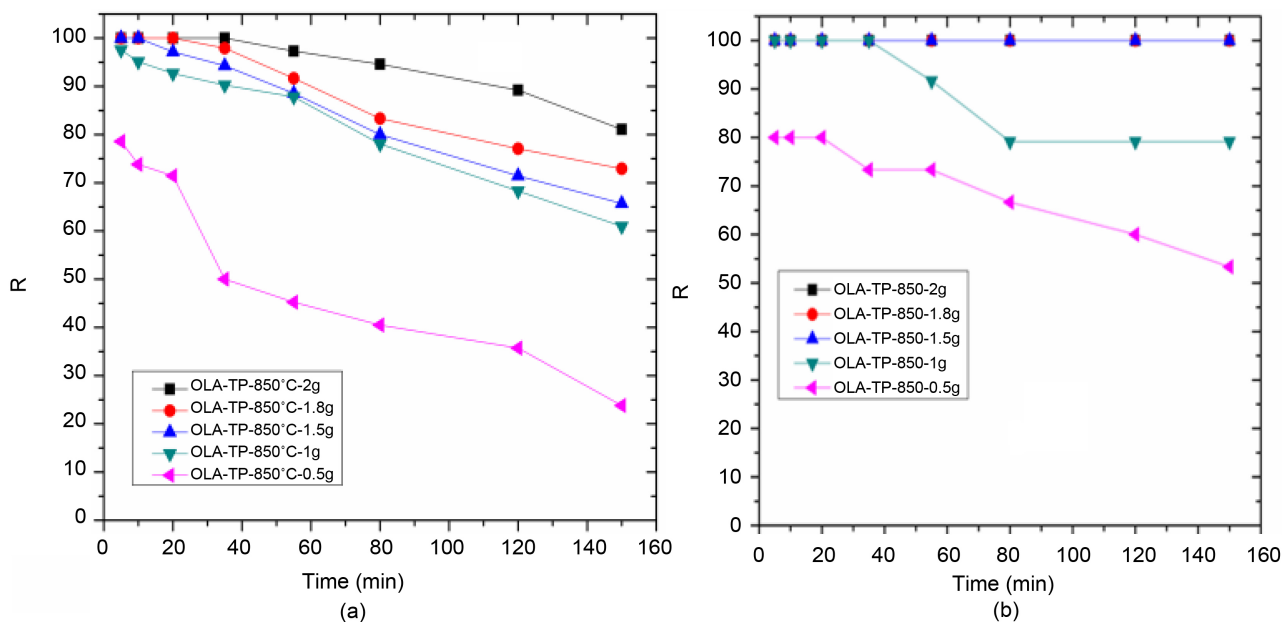 100
90
80
70
60
50
40
30
20
10
0
R
OLA-TP-850°C-2g
OLA-TP-850°C-1.8g
OLA-TP-850°C-1.5g
OLA-TP-850°C-1g
OLA-TP-850°C-0.5g
0 20 40 60 80 100 120 140 160
Time (min)
(a)
100
90
80
70
60
50
40
30
20
10
0
R
OLA-TP-850-2g
OLA-TP-850-1.8g
OLA-TP-850-1.5g
OLA-TP-850-1g
OLA-TP-850-0.5g
0 20 40 60 80 100 120 140 160
Time (min)
(b)